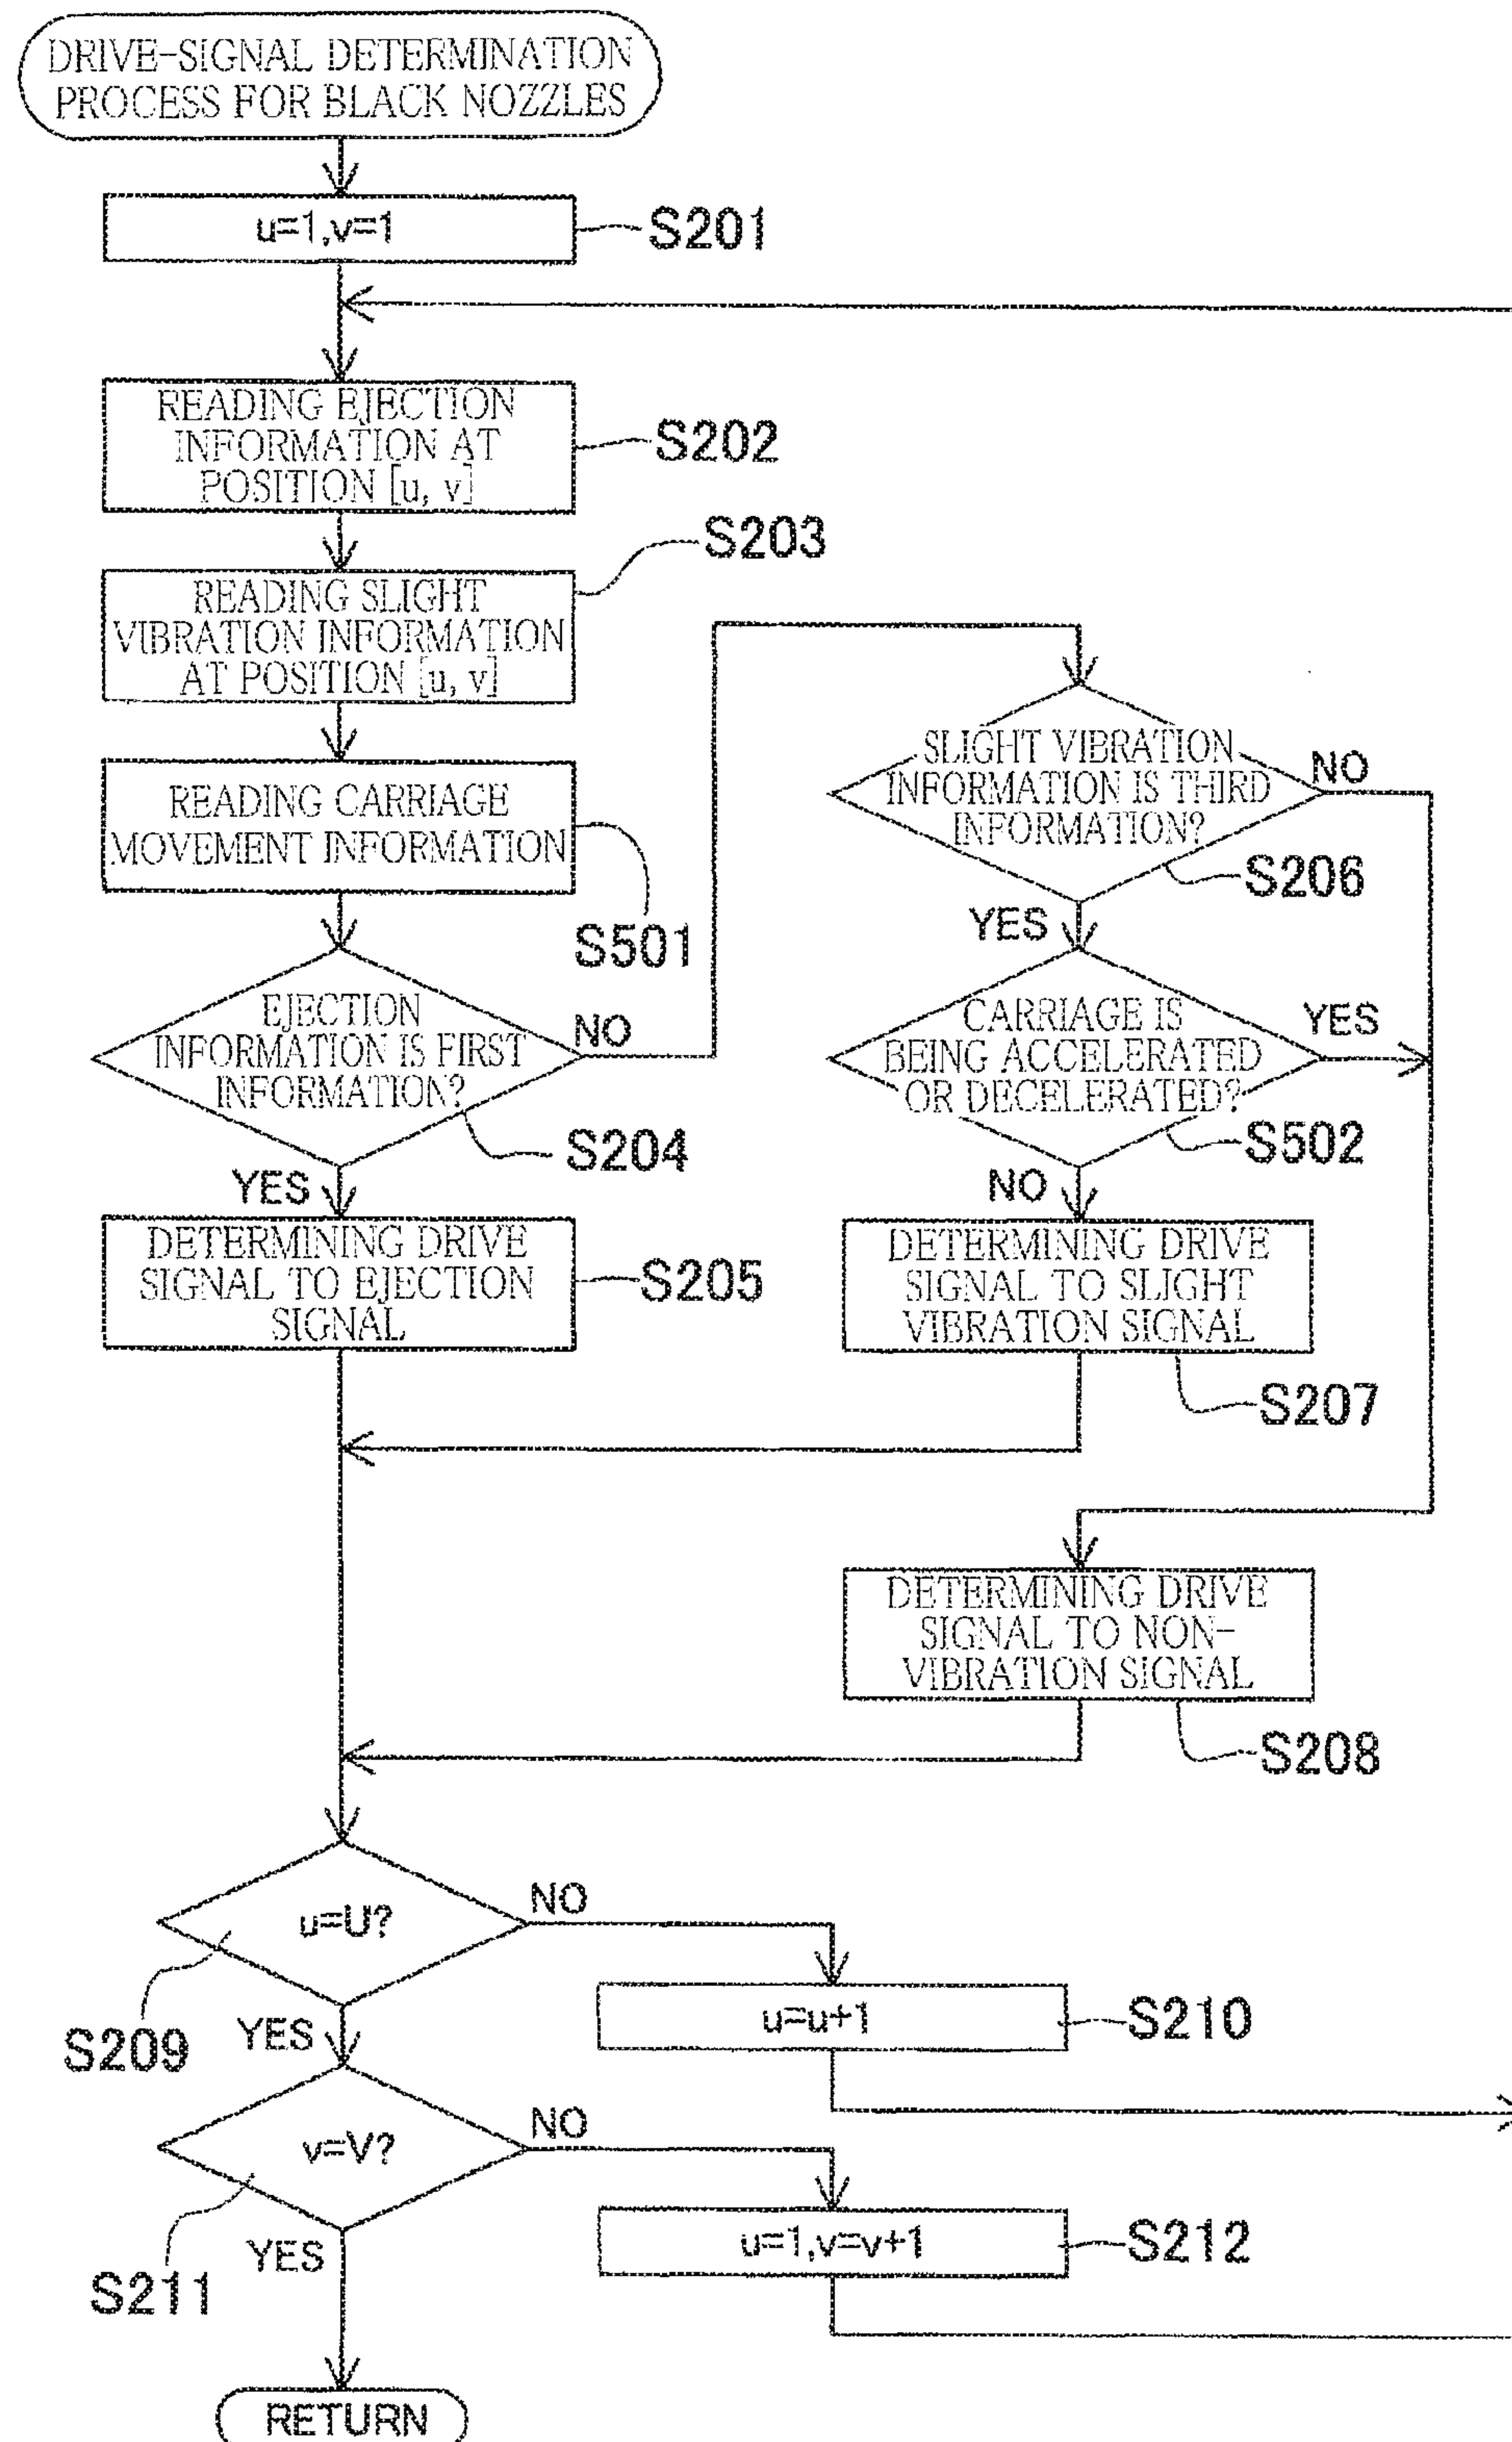 DRIVE-SIGNAL DETERMINATION
PROCESS FOR BLACK NOZZLES
u=1,v=1
S201
READING EJECTION
INFORMATION AT
POSITION [u, v]
S202
READING SLIGHT
VIBRATION INFORMATION
AT POSITION [u, v]
S203
READING CARRIAGE
MOVEMENT INFORMATION
S501
EJECTION
INFORMATION IS FIRST
INFORMATION?
NO
S204
YES
DETERMINING DRIVE
SIGNAL TO EJECTION
SIGNAL
S205
SLIGHT VIBRATION
INFORMATION IS THIRD
INFORMATION?
NO
S206
YES
CARRIAGE IS
BEING ACCELERATED
OR DECELERATED?
YES
S502
NO
DETERMINING DRIVE
SIGNAL TO SLIGHT
VIBRATION SIGNAL
S207
DETERMINING DRIVE
SIGNAL TO NON-
VIBRATION SIGNAL
S208
u=U?
NO
S209
YES
u=u+1
S210
v=V?
NO
S211
YES
u=1,v=v+1
S212
RETURN